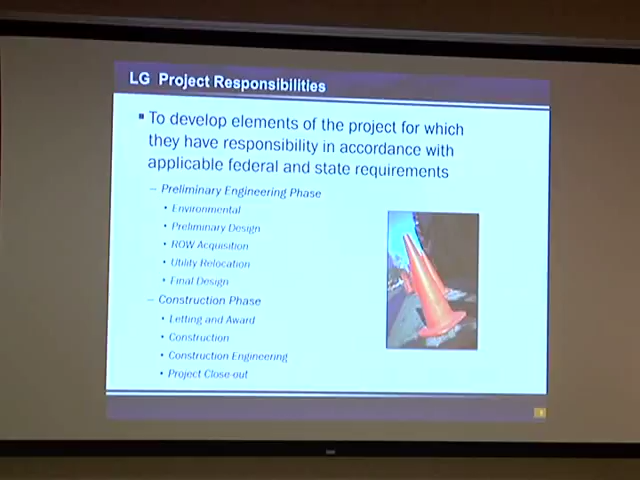 LG Project Responsibilities
▪ To develop elements of the project for which
they have responsibility in accordance with
applicable federal and state requirements
– Preliminary Engineering Phase
• Environmental
• Preliminary Design
• ROW Acquisition
• Utility Relocation
• Final Design
– Construction Phase
• Letting and Award
• Construction
• Construction Engineering
• Project Close-out